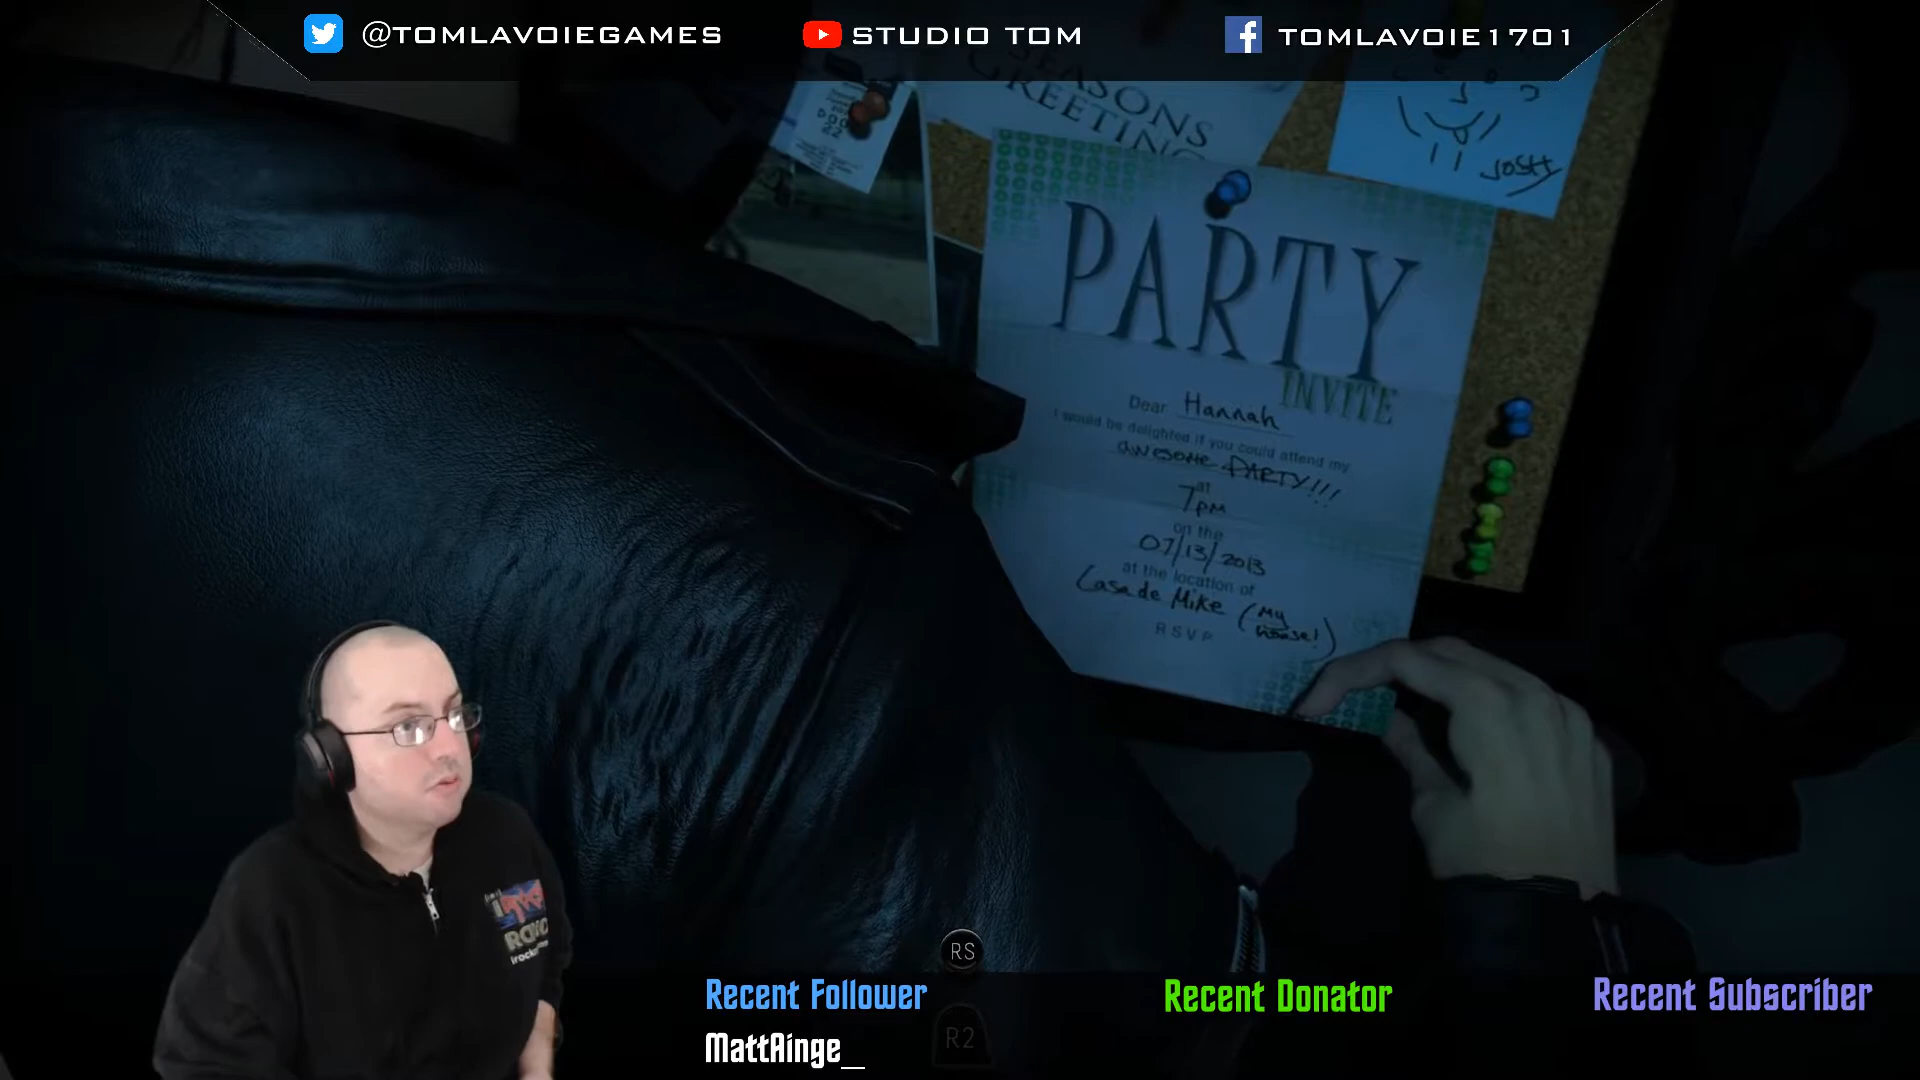 @TOMLAVOIEGAMES
STUDIO TOM
TOMLAVOIE1701
SEASONS
GREETING
22
JOSH
PARTY
INVITE
Dear Hannah
I would be delighted if you could attend my
awesome PARTY!!!
at
7pm
on the
07/13/2013
at the location of
Casa de Mike (My
house!)
RSVP
RS
R2
Recent Follower
MattAinge_
Recent Donator
Recent Subscriber